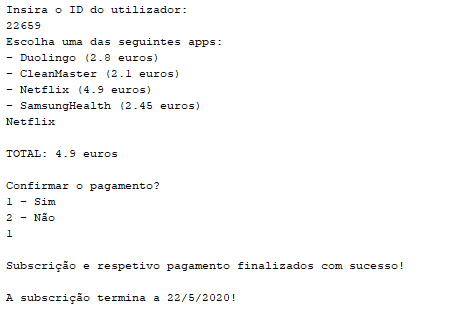 Insira o ID do utilizador:
22659
Escolha uma das seguintes apps:
- Duolingo (2.8 euros)
- CleanMaster (2.1 euros)
- Netflix (4.9 euros)
- SamsungHealth (2.45 euros)
Netflix
TOTAL: 4.9 euros
Confirmar o pagamento?
1 - Sim
2 - Não
1
Subscrição e respetivo pagamento finalizados com sucesso!
A subscrição termina a 22/5/2020!